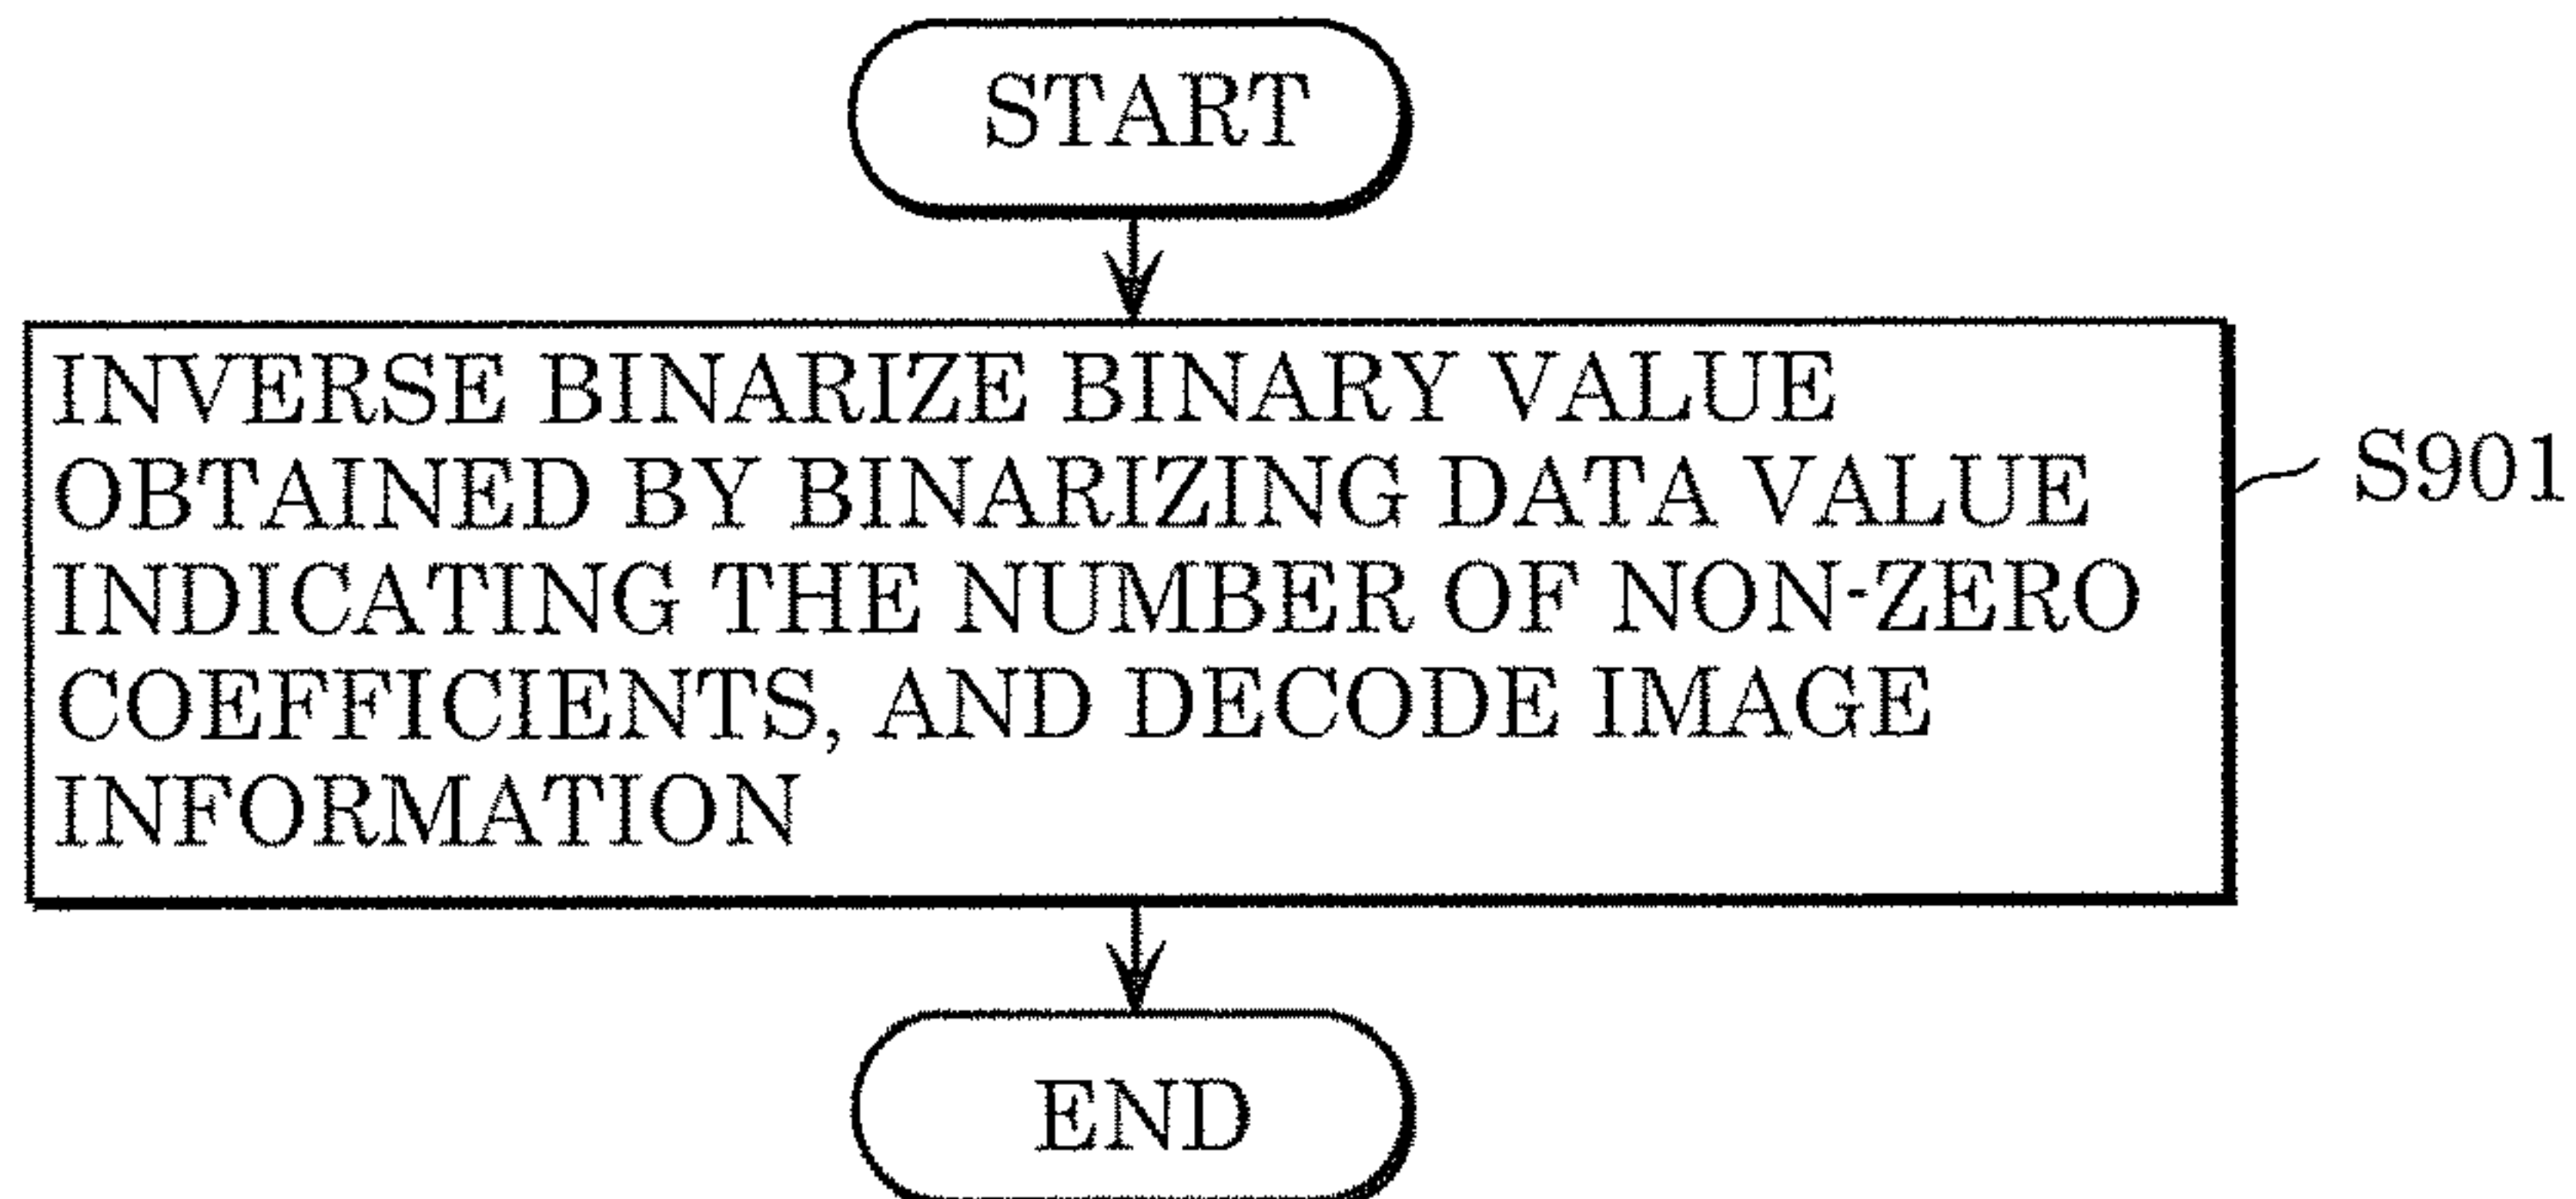 START
INVERSE BINARIZE BINARY VALUE
OBTAINED BY BINARIZING DATA VALUE
INDICATING THE NUMBER OF NON-ZERO
COEFFICIENTS, AND DECODE IMAGE
INFORMATION
S901
END